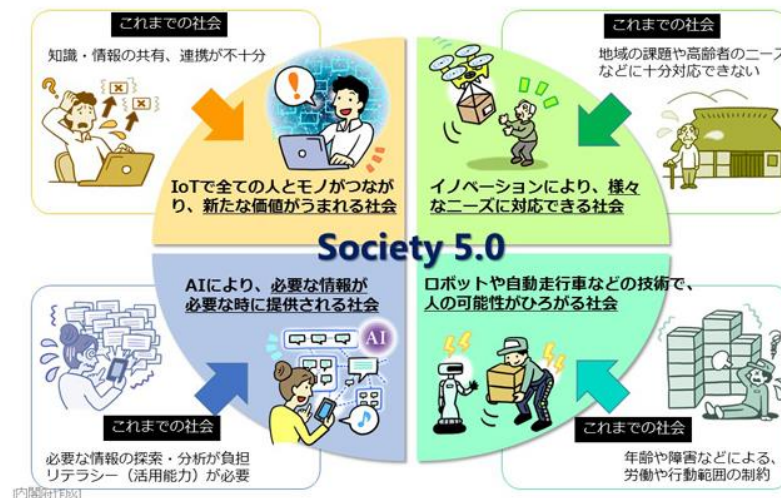 これまでの社会
知識・情報の共有、連携が不十分
IoTで全ての人とモノがつなが
り、新たな価値がうまれる社会
これまでの社会
地域の課題や高齢者のニーズ
などに十分対応できない
イノベーションにより、様々
なニーズに対応できる社会
Society 5.0
AIにより、必要な情報が
必要な時に提供される社会
AI
これまでの社会
必要な情報の探索・分析が負担
リテラシー(活用能力)が必要
ロボットや自動走行車などの技術で、
人の可能性がひろがる社会
これまでの社会
年齢や障害などによる、
労働や行動範囲の制約
[内閣府作成]